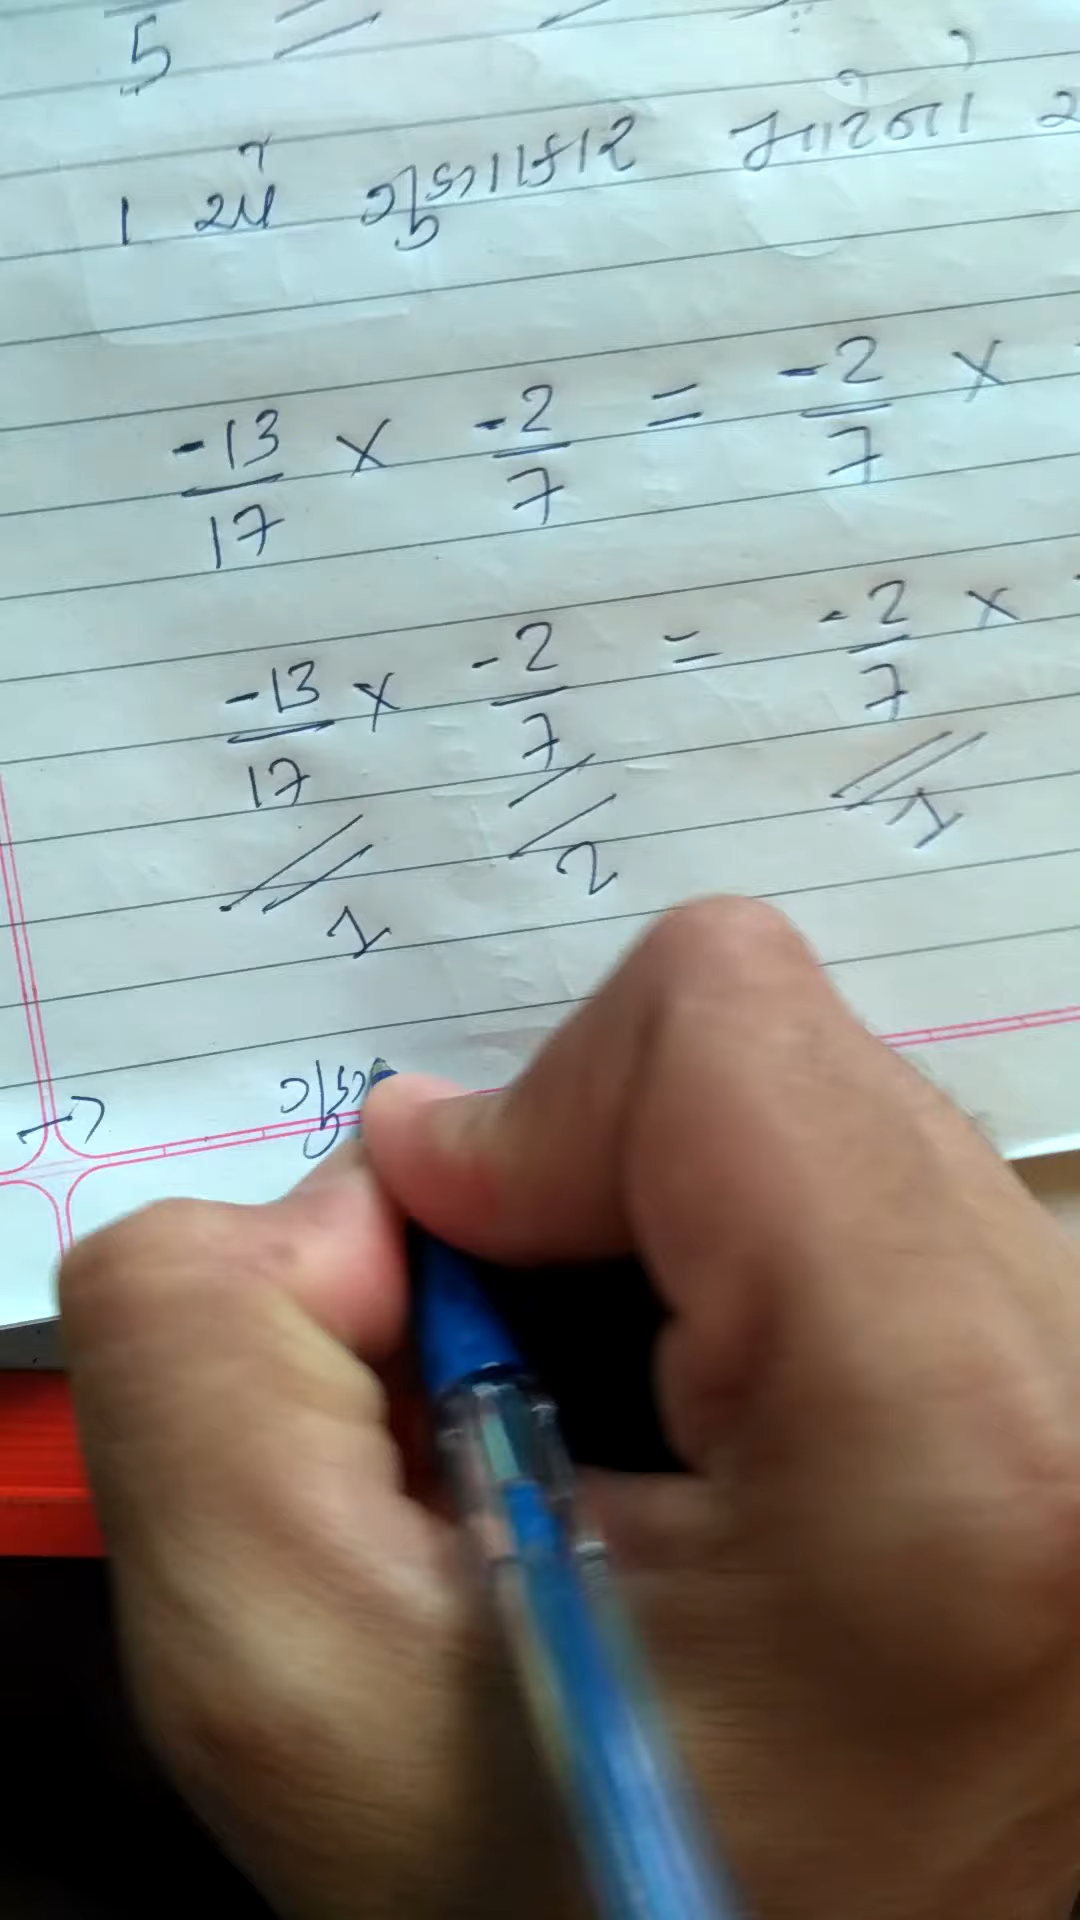 5
1 એ ગુણાકાર માટેના
-13/17 × -2/7 = -2/7 ×
-13/17 × -2/7 = -2/7 ×
1 2 1
→ ગુણ